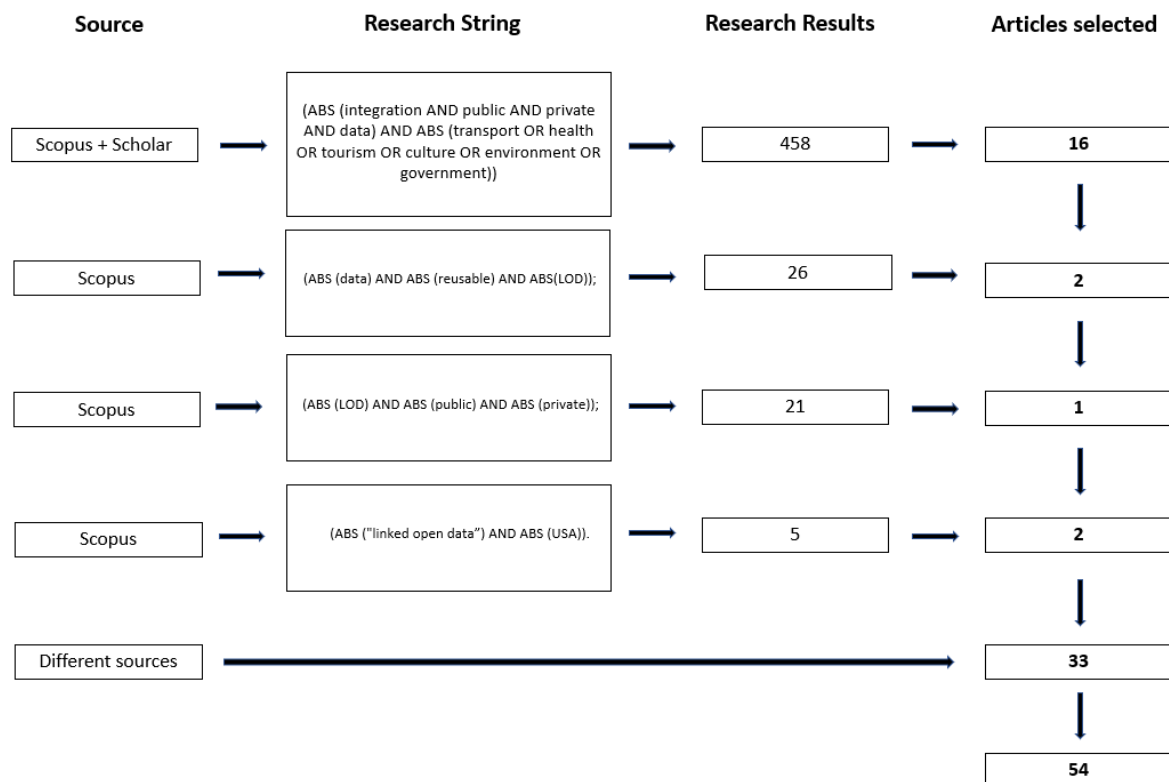 Source
Research String
Research Results
Articles selected
Scopus + Scholar
(ABS (integration AND public AND private
AND data) AND ABS (transport OR health
OR tourism OR culture OR environment OR
government))
458
16
Scopus
(ABS (data) AND ABS (reusable) AND ABS(LOD));
26
2
Scopus
(ABS (LOD) AND ABS (public) AND ABS (private));
21
1
Scopus
(ABS ("linked open data”) AND ABS (USA)).
5
2
Different sources
33
54